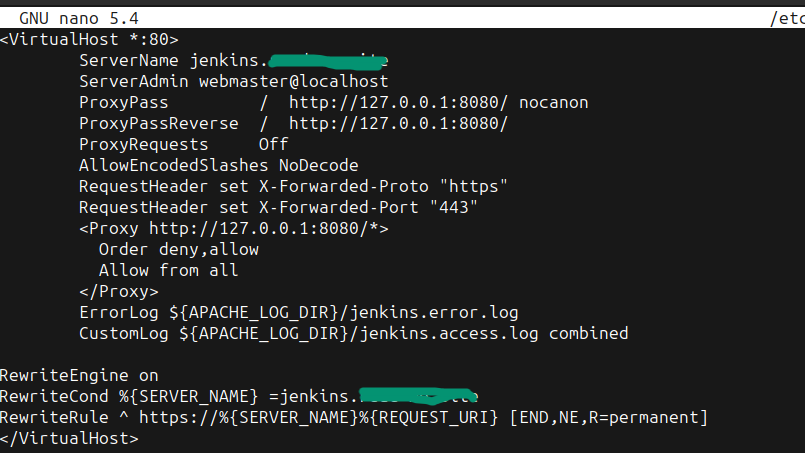 GNU nano 5.4 /etc
<VirtualHost *:80>
ServerName jenkins.
ServerAdmin webmaster@localhost
ProxyPass / http://127.0.0.1:8080/ nocanon
ProxyPassReverse / http://127.0.0.1:8080/
ProxyRequests Off
AllowEncodedSlashes NoDecode
RequestHeader set X-Forwarded-Proto "https"
RequestHeader set X-Forwarded-Port "443"
<Proxy http://127.0.0.1:8080/*>
Order deny,allow
Allow from all
</Proxy>
ErrorLog ${APACHE_LOG_DIR}/jenkins.error.log
CustomLog ${APACHE_LOG_DIR}/jenkins.access.log combined
RewriteEngine on
RewriteCond %{SERVER_NAME} =jenkins.
RewriteRule ^ https://%{SERVER_NAME}%{REQUEST_URI} [END,NE,R=permanent]
</VirtualHost>